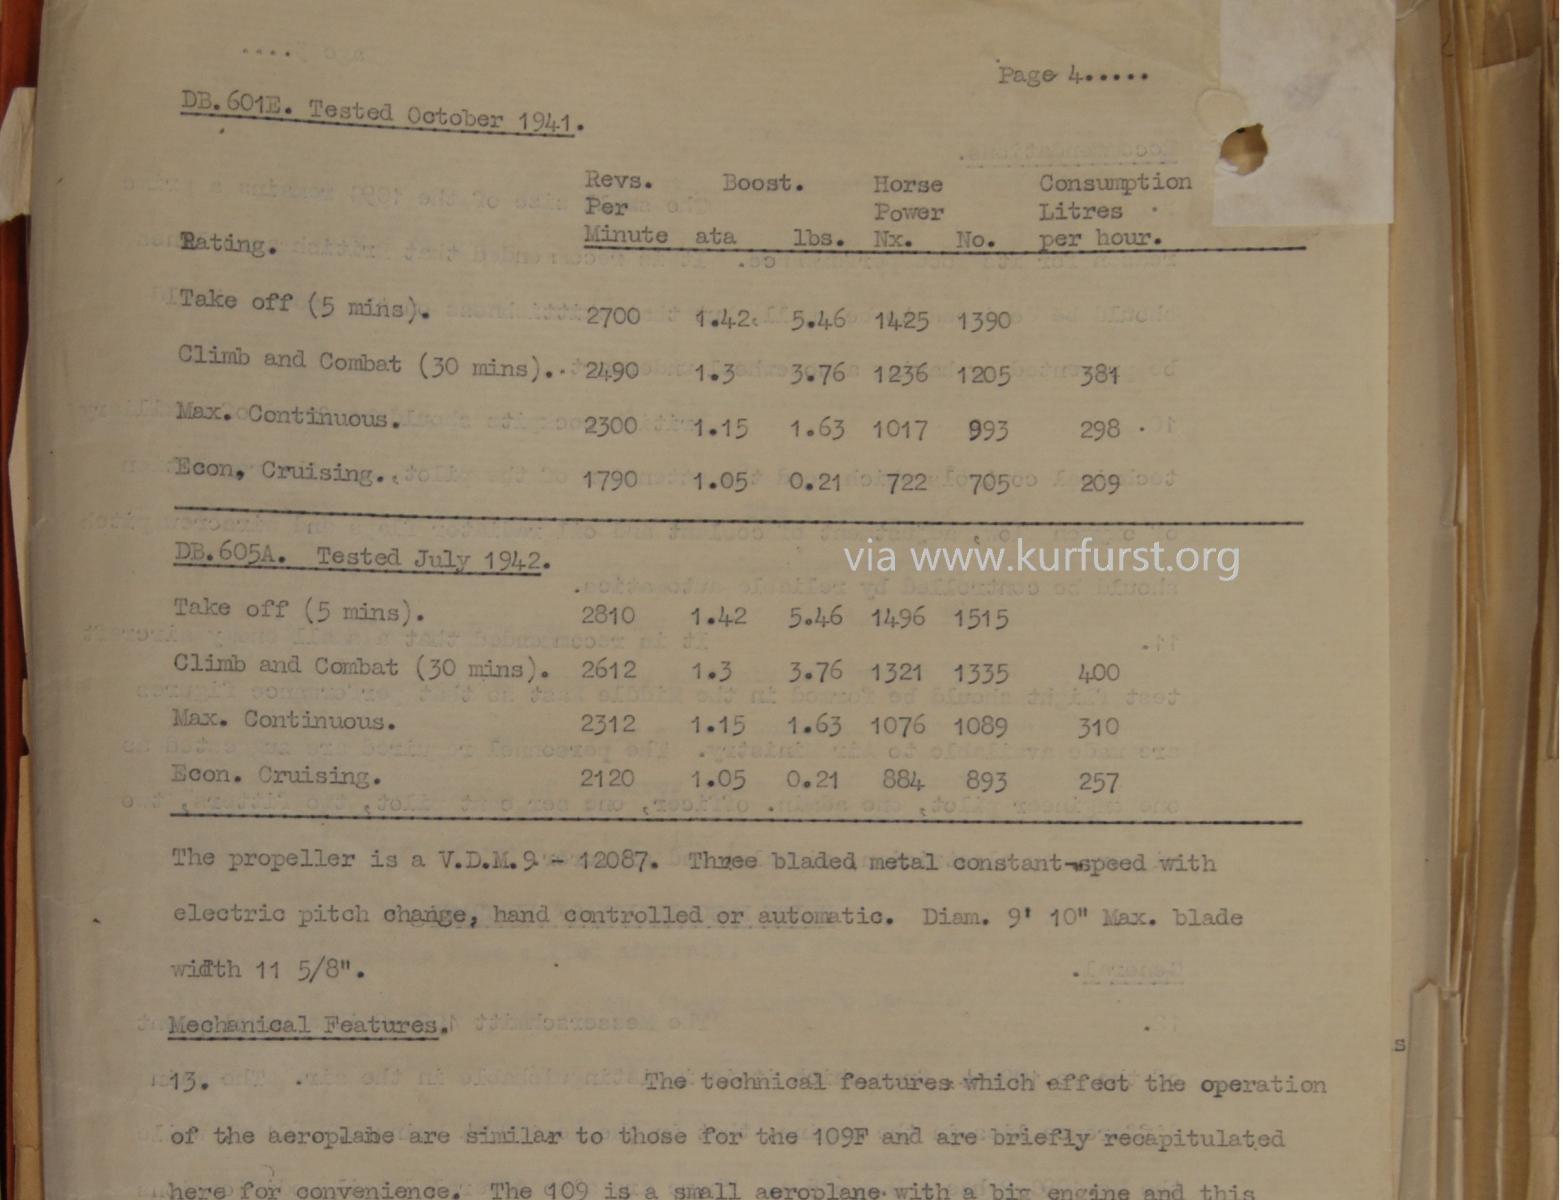 Page 4.....
DB.601E. Tested October 1941.
Revs. Boost. Horse Consumption
Per Power Litres
Rating. Minute ata lbs. Nx. No. per hour.
Take off (5 mins). 2700 1.42 5.46 1425 1390
Climb and Combat (30 mins). 2490 1.3 3.76 1236 1205 381
Max. Continuous. 2300 1.15 1.63 1017 993 298
Econ. Cruising. 1790 1.05 0.21 722 705 209
DB.605A. Tested July 1942.
via www.kurfurst.org
Take off (5 mins). 2810 1.42 5.46 1496 1515
Climb and Combat (30 mins). 2612 1.3 3.76 1321 1335 400
Max. Continuous. 2312 1.15 1.63 1076 1089 310
Econ. Cruising. 2120 1.05 0.21 884 893 257
The propeller is a V.D.M.9 - 12087. Three bladed metal constant-speed with
electric pitch change, hand controlled or automatic. Diam. 9' 10" Max. blade
width 11 5/8".
Mechanical Features.
13. The technical features which affect the operation
of the aeroplane are similar to those for the 109F and are briefly recapitulated
here for convenience. The 109 is a small aeroplane with a big engine and this
s